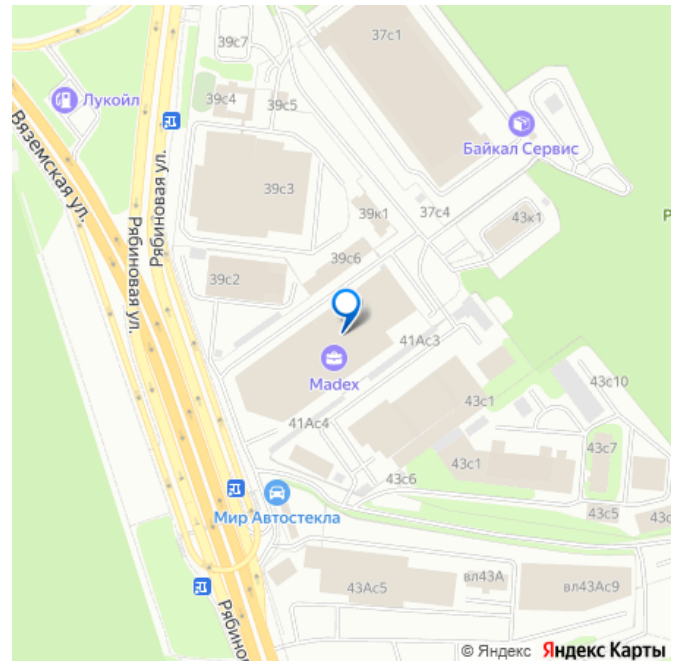 39с7
37с1
Лукойл
39с4
39с5
Байкал Сервис
Вяземская ул.
Рябиновая ул.
Рябиновая ул.
39с3
39к1
37с4
43к1
Р
39с6
39с2
41Ас3
Madex
43с10
43с1
41Ас4
43с7
43с1
43с6
Мир Автостекла
43с5
43с
43Ас5
вл43А
вл43Ас9
Рябинов
© Яндекс Яндекс Карты